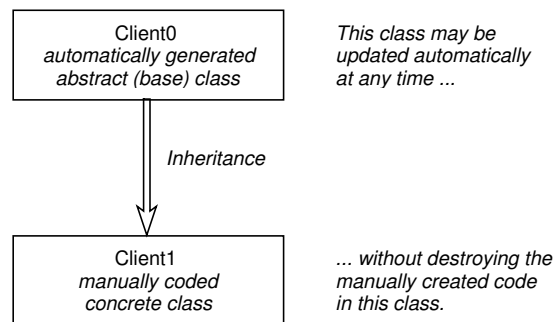 Client0
automatically generated
abstract (base) class
This class may be
updated automatically
at any time ...
Inheritance
Client1
manually coded
concrete class
... without destroying the
manually created code
in this class.